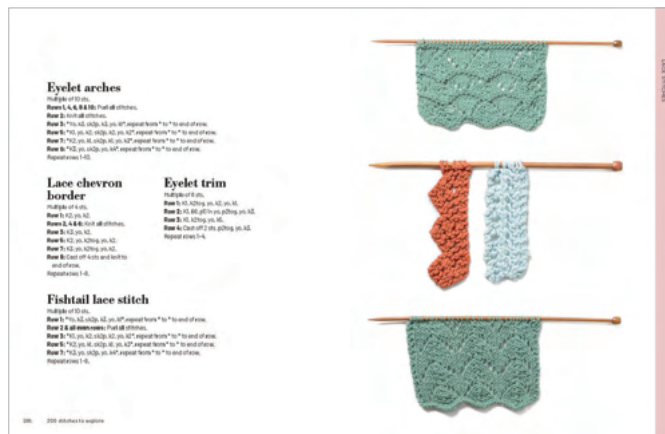 Eyelet arches
Multiple of 10 sts.
Rows 1, 4, 6, 8 & 10: Purl all stitches.
Row 2: Knit all stitches.
Row 3: *Yo, k3, sk2p, k3, yo, k1*, repeat from * to * to end of row.
Row 5: *K1, yo, k2, sk2p, k2, yo, k2*, repeat from * to * to end of row.
Row 7: *K2, yo, k1, sk2p, k1, yo, k3*, repeat from * to * to end of row.
Row 9: *K3, yo, sk2p, yo, k4*, repeat from * to * to end of row.
Repeat rows 1–10.
Lace chevron
border
Multiple of 4 sts.
Row 1: K2, yo, k2.
Rows 2, 4 & 6: Knit all stitches.
Row 3: K3, yo, k2.
Row 5: K2, yo, k2tog, yo, k2.
Row 7: K3, yo, k2tog, yo, k2.
Row 8: Cast off 4 sts and knit to
end of row.
Repeat rows 1–8.
Eyelet trim
Multiple of 6 sts.
Row 1: K1, k2tog, yo, k2, yo, k1.
Row 2: K1, (k1, p1) in yo, p2tog, yo, k3.
Row 3: K1, k2tog, yo, k5.
Row 4: Cast off 2 sts, p2tog, yo, k3.
Repeat rows 1–4.
Fishtail lace stitch
Multiple of 10 sts.
Row 1: *Yo, k3, sk2p, k3, yo, k1*, repeat from * to * to end of row.
Row 2 & all even rows: Purl all stitches.
Row 3: *K1, yo, k2, sk2p, k2, yo, k2*, repeat from * to * to end of row.
Row 5: *K2, yo, k1, sk2p, k1, yo, k3*, repeat from * to * to end of row.
Row 7: *K3, yo, sk2p, yo, k4*, repeat from * to * to end of row.
Repeat rows 1–8.
200 stitches to explore